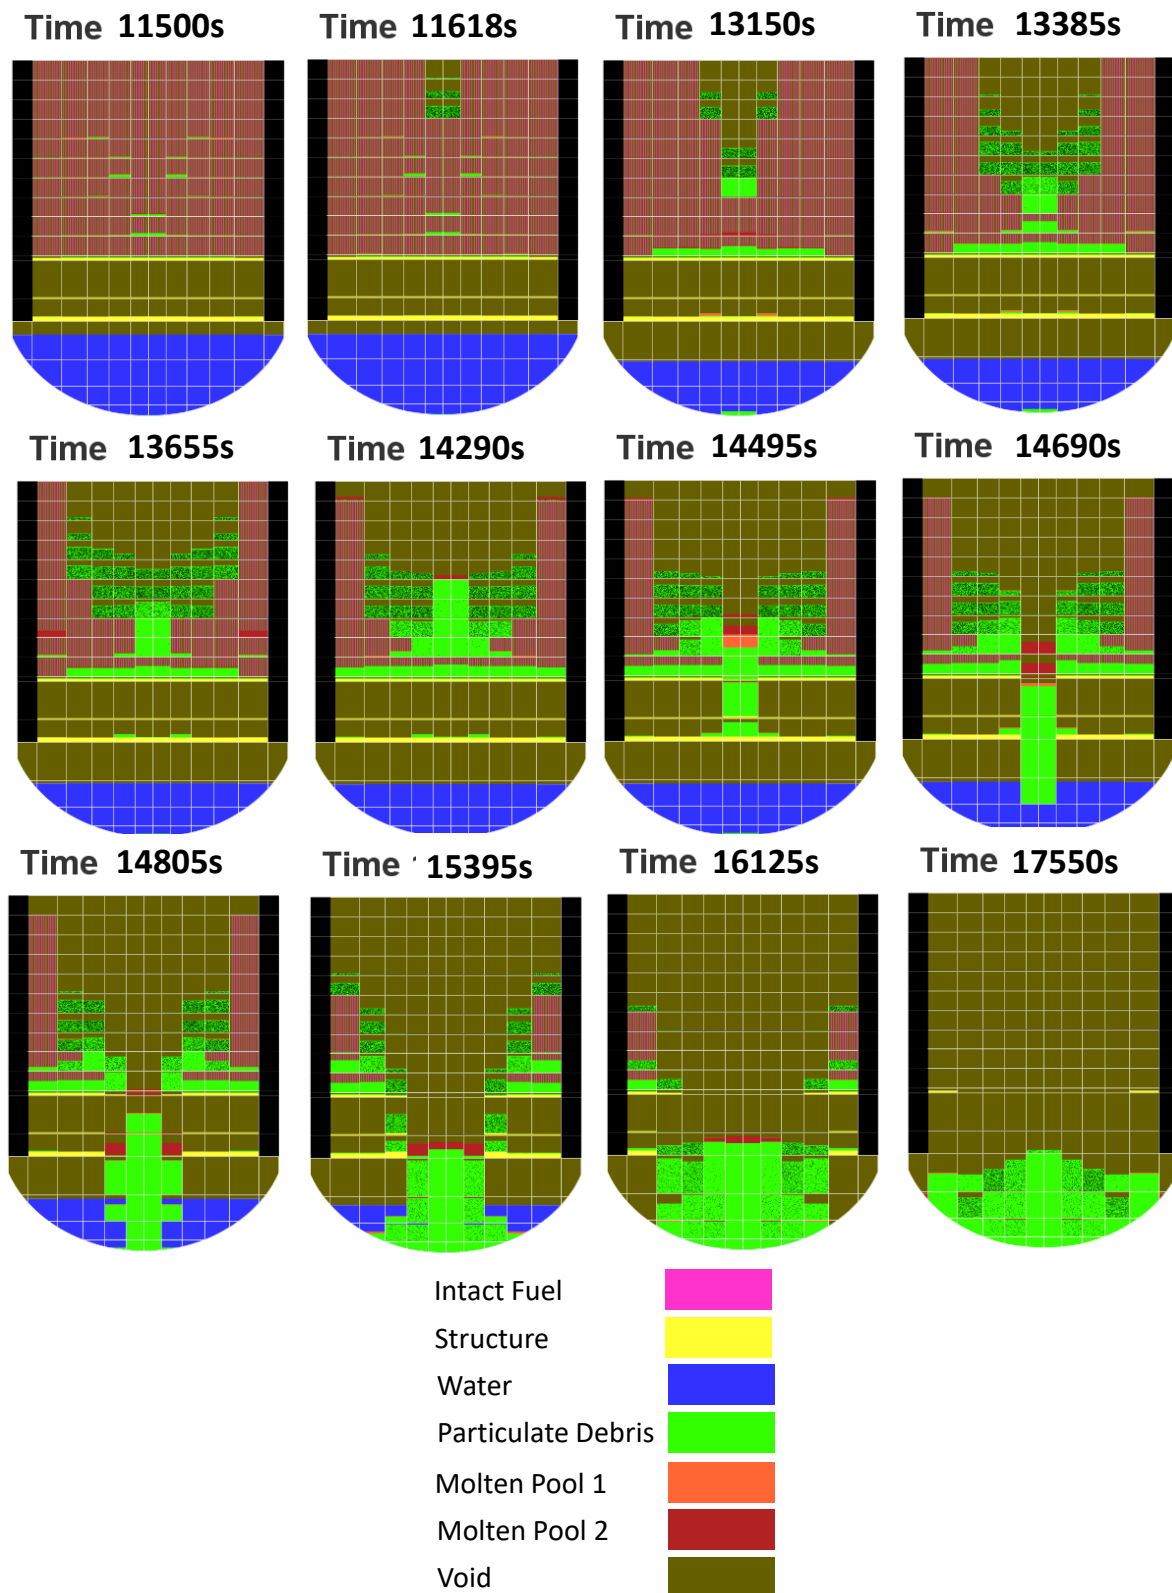 Time 11500s
Time 11618s
Time 13150s
Time 13385s
Time 13655s
Time 14290s
Time 14495s
Time 14690s
Time 14805s
Time 15395s
Time 16125s
Time 17550s
Intact Fuel
Structure
Water
Particulate Debris
Molten Pool 1
Molten Pool 2
Void